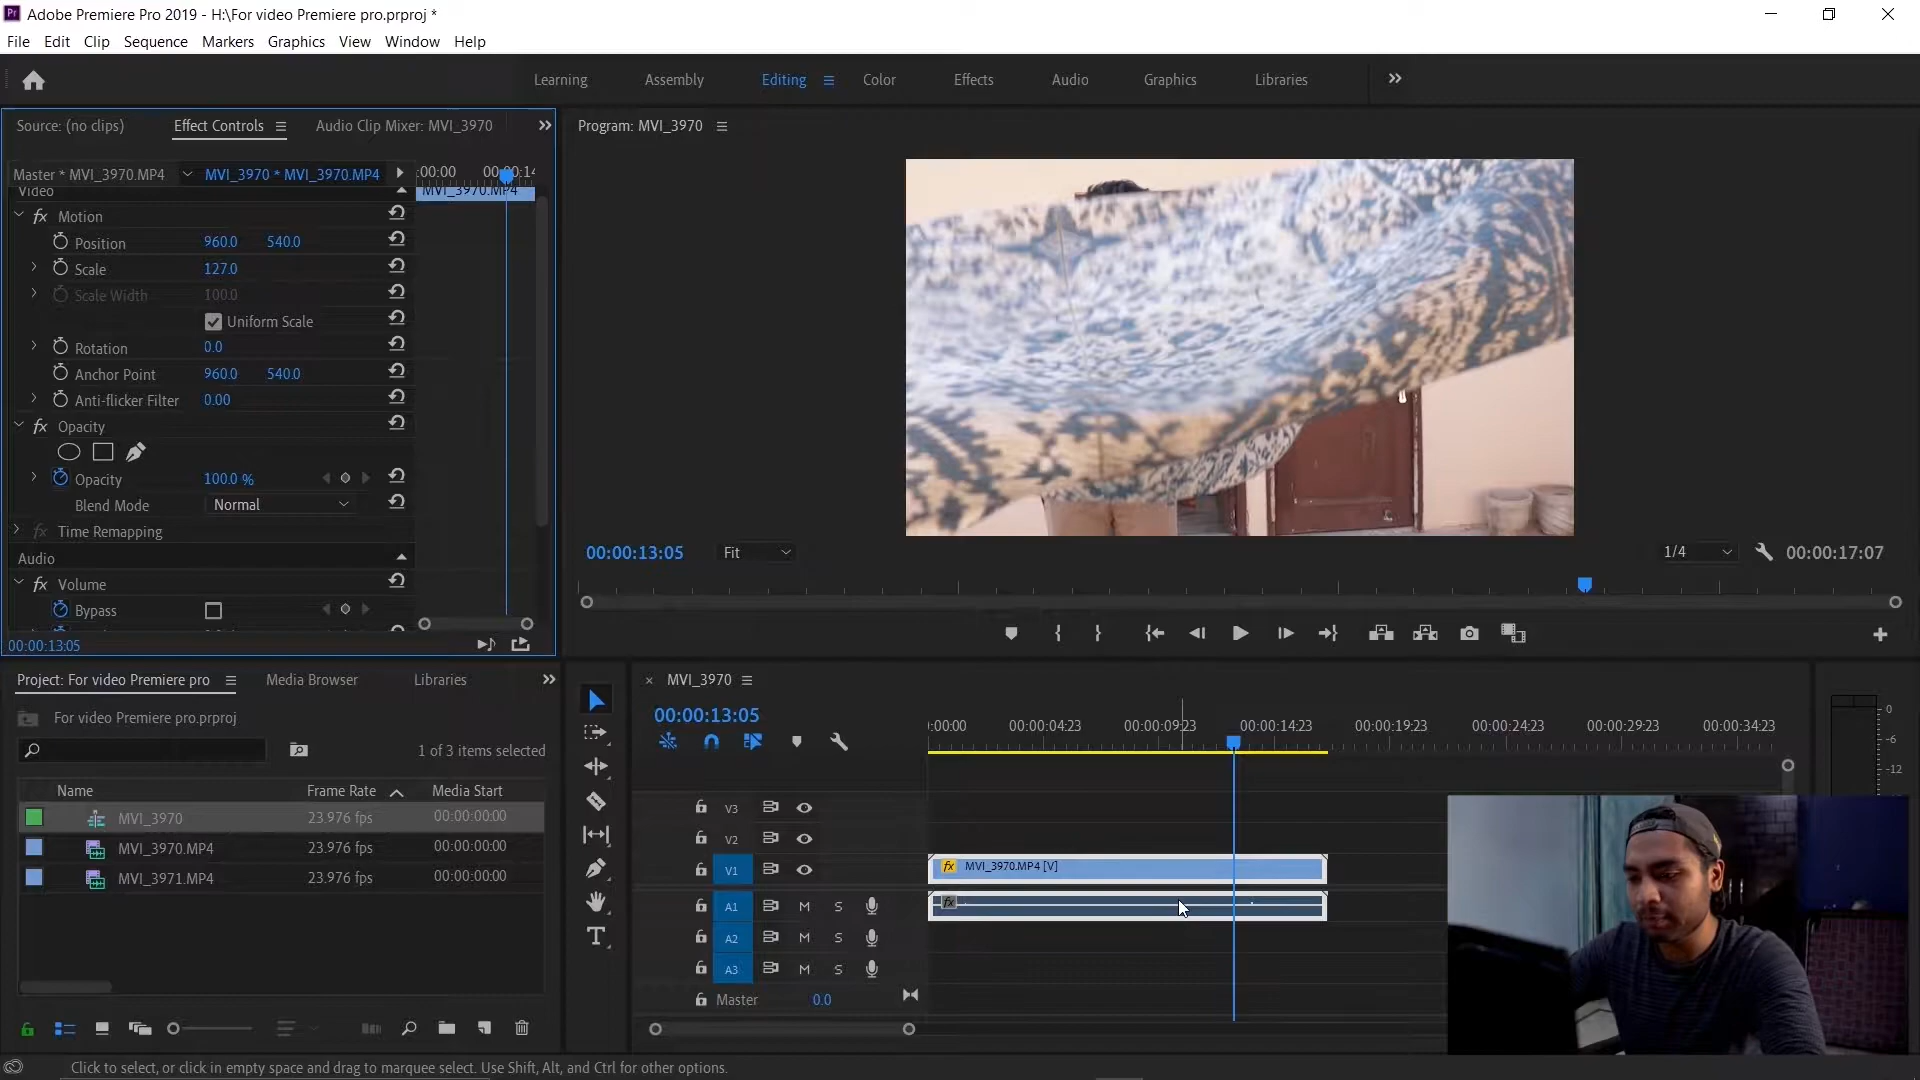 Adobe Premiere Pro 2019 - H:\For video Premiere pro.prproj *
File Edit Clip Sequence Markers Graphics View Window Help
Learning Assembly Editing Color Effects Audio Graphics Libraries
Source: (no clips) Effect Controls Audio Clip Mixer: MVI_3970
Program: MVI_3970
Master * MVI_3970.MP4 MVI_3970 * MVI_3970.MP4 :00:00 00:00:14
Video MVI_3970.MP4
fx Motion
Position 960.0 540.0
Scale 127.0
Scale Width 100.0
Uniform Scale
Rotation 0.0
Anchor Point 960.0 540.0
Anti-flicker Filter 0.00
fx Opacity
Opacity 100.0 %
Blend Mode Normal
fx Time Remapping
Audio
fx Volume
Bypass
00:00:13:05
00:00:13:05 Fit 1/4 00:00:17:07
Project: For video Premiere pro Media Browser Libraries
For video Premiere pro.prproj
1 of 3 items selected
Name Frame Rate Media Start
MVI_3970 23.976 fps 00:00:00:00
MVI_3970.MP4 23.976 fps 00:00:00:00
MVI_3971.MP4 23.976 fps 00:00:00:00
× MVI_3970
00:00:13:05
:00:00 00:00:04:23 00:00:09:23 00:00:14:23 00:00:19:23 00:00:24:23 00:00:29:23 00:00:34:23
V3
V2
V1 fx MVI_3970.MP4 [V]
A1 M S fx
A2 M S
A3 M S
Master 0.0
0
-6
-12
Click to select, or click in empty space and drag to marquee select. Use Shift, Alt, and Ctrl for other options.